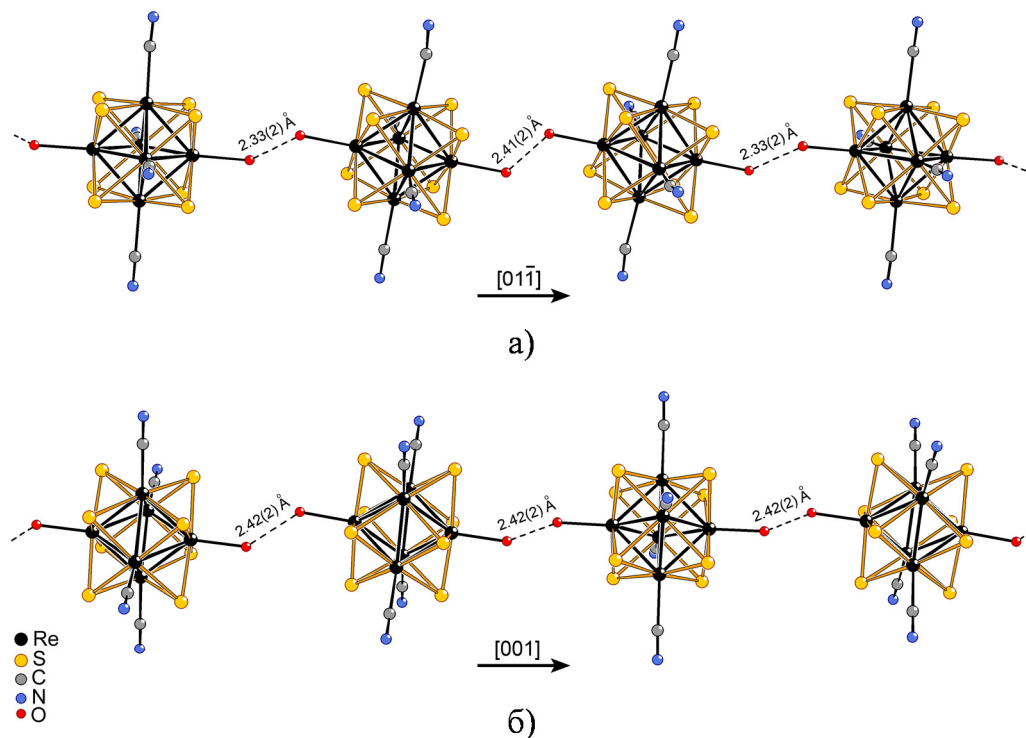 2.33(2) Å
2.41(2) Å
2.33(2) Å
[011̅]
а)
2.42(2) Å
2.42(2) Å
2.42(2) Å
[001]
Re
S
C
N
O
б)